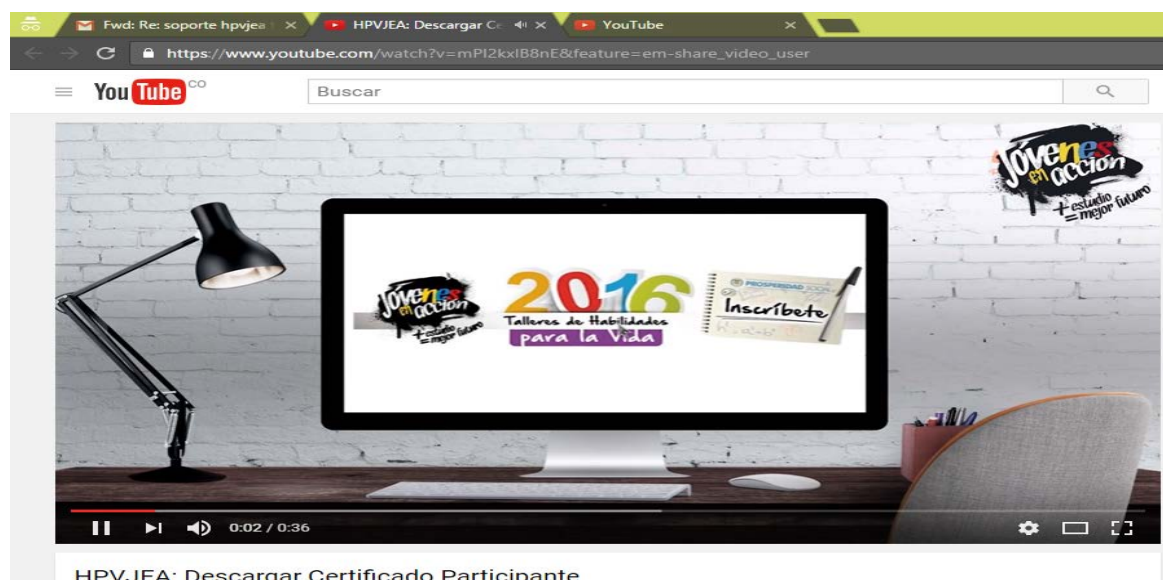 Fwd: Re: soporte hpvjea
HPVJEA: Descargar Ce
YouTube
https://www.youtube.com/watch?v=mPI2kxIB8nE&feature=em-share_video_user
YouTube CO
Buscar
Jóvenes
en acción
+ estudio
= mejor futuro
Jóvenes
en acción
+ estudio
= mejor futuro
2016
Talleres de Habilidades
para la Vida
PROSPERIDAD SOCIAL
Inscríbete
0:02 / 0:36
HPVJEA: Descargar Certificado Participante